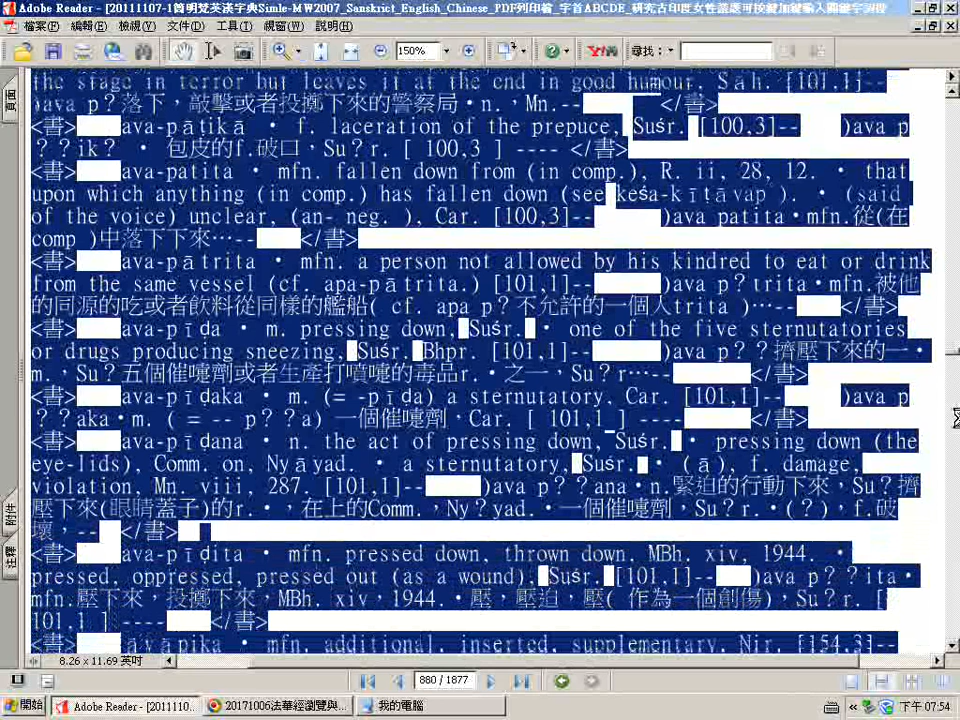 Adobe Reader - [20111107-1簡明梵英漢字典Simle-MW2007_Sanskrit_English_Chinese_PDF列印檔_字首ABCDE_研究古印度女性
檔案(F) 編輯(E) 檢視(V) 文件(D) 工具(T) 視窗(W) 說明(H)
150% 尋找:
頁面
the stage in terror but leaves it at the end in good humour, Sāh. [101,1]--
)ava p?落下，敲擊或者投擲下來的警察局‧n.，Mn.-- </書>
<書> ava-pāṭikā ‧ f. laceration of the prepuce, Suśr. [100,3]-- )ava p
??ik? ‧ 包皮的f.破口，Su?r. [ 100,3 ] ---- </書>
<書> ava-patita ‧ mfn. fallen down from (in comp.), R. ii, 28, 12. ‧ that
upon which anything (in comp.) has fallen down (see keśa-kīṭāvap°). ‧ (said
of the voice) unclear, (an- neg. ), Car. [100,3]-- )ava patita‧mfn.從(在
comp )中落下下來…-- </書>
<書> ava-pātrita ‧ mfn. a person not allowed by his kindred to eat or drink
from the same vessel (cf. apa-pātrita.) [101,1]-- )ava p?trita‧mfn.被他
的同源的吃或者飲料從同樣的艦船( cf. apa p?不允許的一個人trita )…-- </書>
<書> ava-pīḍa ‧ m. pressing down, Suśr. ‧ one of the five sternutatories
or drugs producing sneezing, Suśr. Bhpr. [101,1]-- )ava p??擠壓下來的一‧
m.，Su?五個催嚏劑或者生產打噴嚏的毒品r.‧之一，Su?r…-- </書>
<書> ava-pīḍaka ‧ m. (= -pīḍa) a sternutatory, Car. [101,1]-- )ava p
??aka‧m. ( = -- p??a) 一個催嚏劑，Car. [ 101,1 ] ---- </書>
<書> ava-pīḍana ‧ n. the act of pressing down, Suśr. ‧ pressing down (the
eye-lids), Comm. on, Nyāyad. ‧ a sternutatory, Suśr. ‧ (ā), f. damage,
violation, Mn. viii, 287. [101,1]-- )ava p??ana‧n.緊迫的行動下來，Su?擠
壓下來(眼睛蓋子)的r.‧，在上的Comm，Ny?yad.‧一個催嚏劑，Su?r.‧(?)，f.破
壞，-- </書>
<書> ava-pīḍita ‧ mfn. pressed down, thrown down, MBh. xiv, 1944. ‧
pressed, oppressed, pressed out (as a wound), Suśr. [101,1]-- )ava p??ita‧
mfn.壓下來，投擲下來，MBh. xiv，1944.‧壓，壓迫，壓( 作為一個創傷)，Su?r. [
101,1 ] ---- </書>
<書> āvāpika ‧ mfn. additional, inserted, supplementary, Nir. [154,3]--
附件
注釋
8.26 x 11.69 英吋
880 / 1877
開始 Adobe Reader - [2011110... 20171006法華經瀏覽與... 我的電腦 下午 07:54